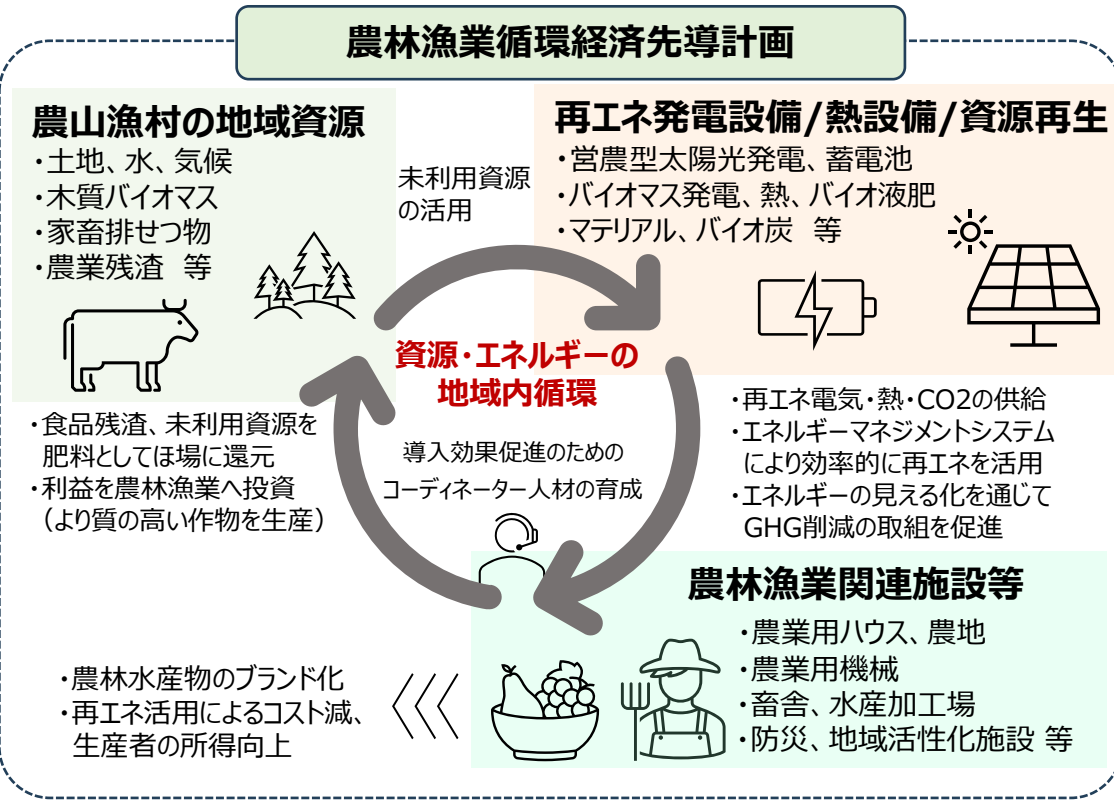 農林漁業循環経済先導計画
農山漁村の地域資源
・土地、水、気候
・木質バイオマス
・家畜排せつ物
・農業残渣 等
未利用資源
の活用
再エネ発電設備/熱設備/資源再生
・営農型太陽光発電、蓄電池
・バイオマス発電、熱、バイオ液肥
・マテリアル、バイオ炭 等
資源・エネルギーの
地域内循環
導入効果促進のための
コーディネーター人材の育成
・食品残渣、未利用資源を
肥料としてほ場に還元
・利益を農林漁業へ投資
（より質の高い作物を生産）
・再エネ電気・熱・CO2の供給
・エネルギーマネジメントシステム
により効率的に再エネを活用
・エネルギーの見える化を通じて
GHG削減の取組を促進
農林漁業関連施設等
・農業用ハウス、農地
・農業用機械
・畜舎、水産加工場
・防災、地域活性化施設 等
・農林水産物のブランド化
・再エネ活用によるコスト減、
生産者の所得向上